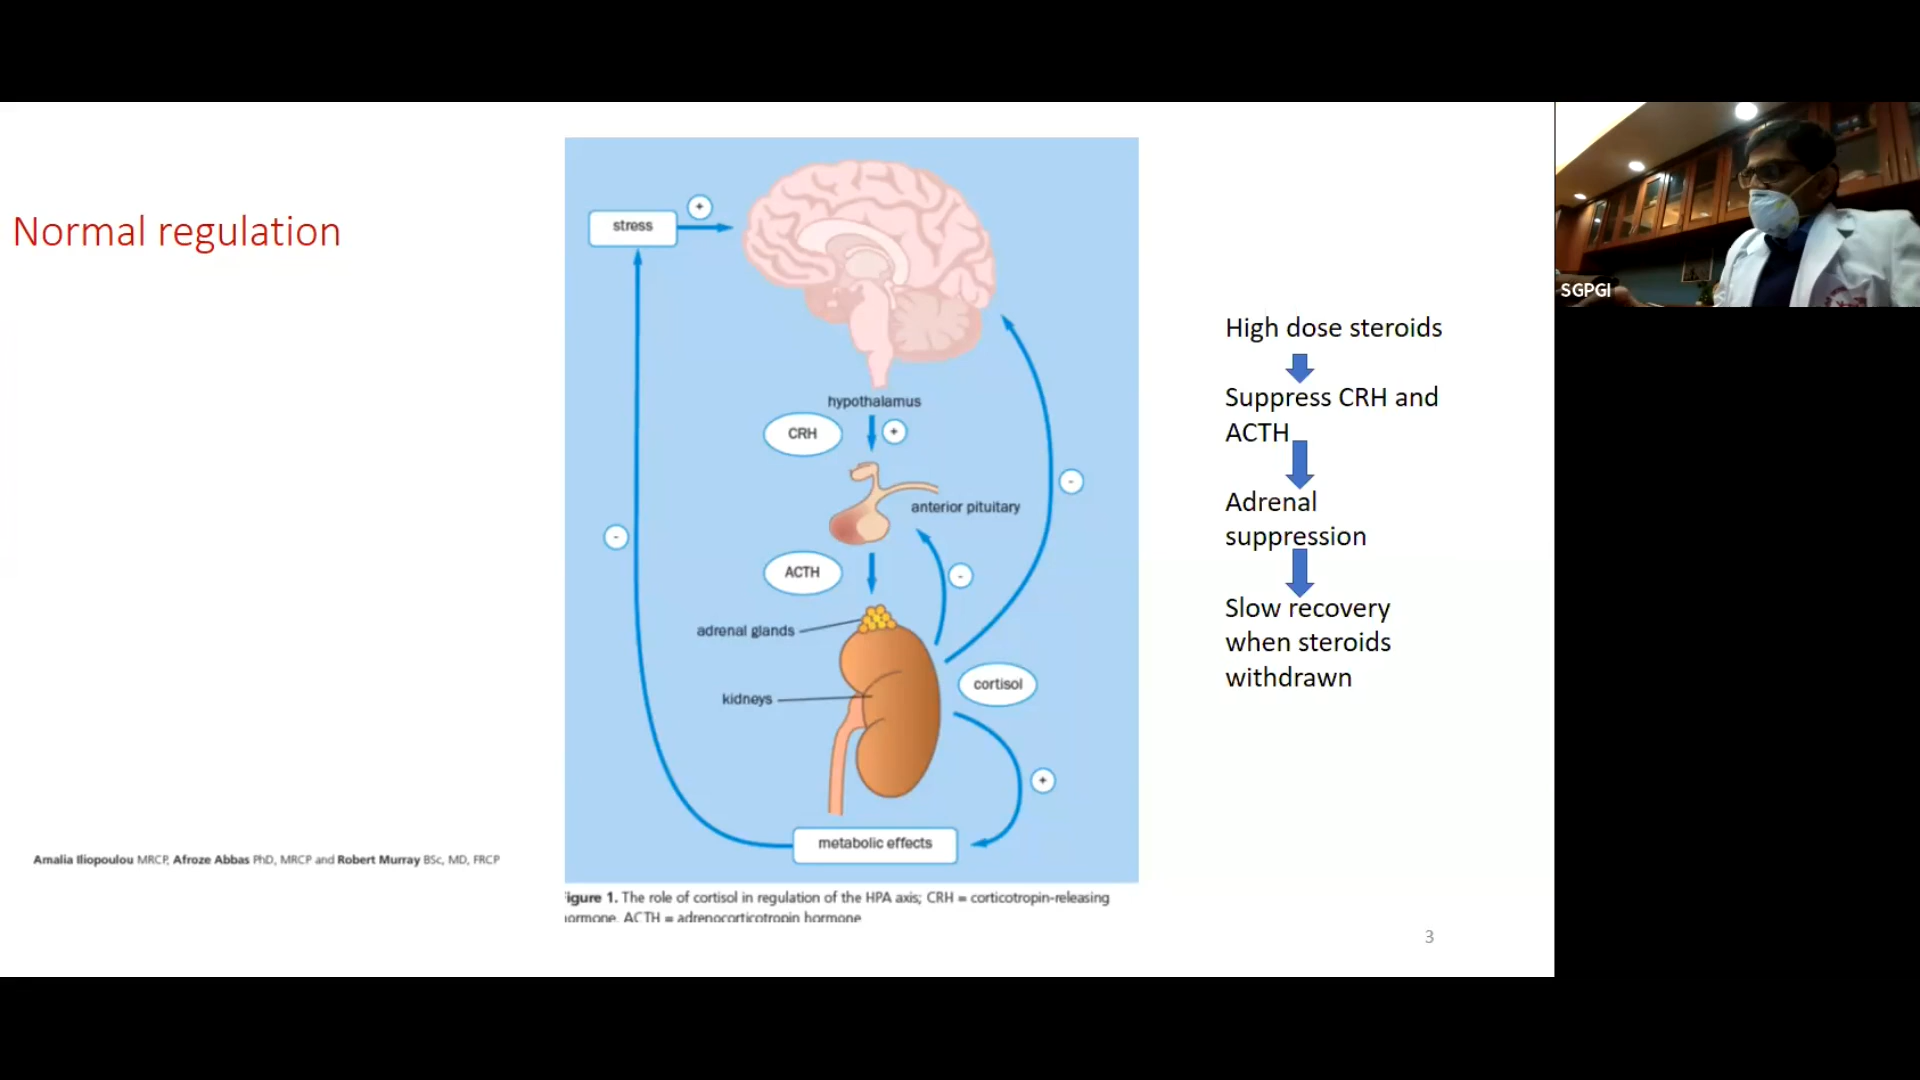 Normal regulation
stress
+
hypothalamus
CRH
+
anterior pituitary
-
-
ACTH
-
adrenal glands
kidneys
cortisol
+
metabolic effects
igure 1. The role of cortisol in regulation of the HPA axis; CRH = corticotropin-releasing
ormone. ACTH = adrenocorticotropin hormone
Amalia Iliopoulou MRCP, Afroze Abbas PhD, MRCP and Robert Murray BSc, MD, FRCP
High dose steroids
Suppress CRH and
ACTH
Adrenal
suppression
Slow recovery
when steroids
withdrawn
3
SGPGI